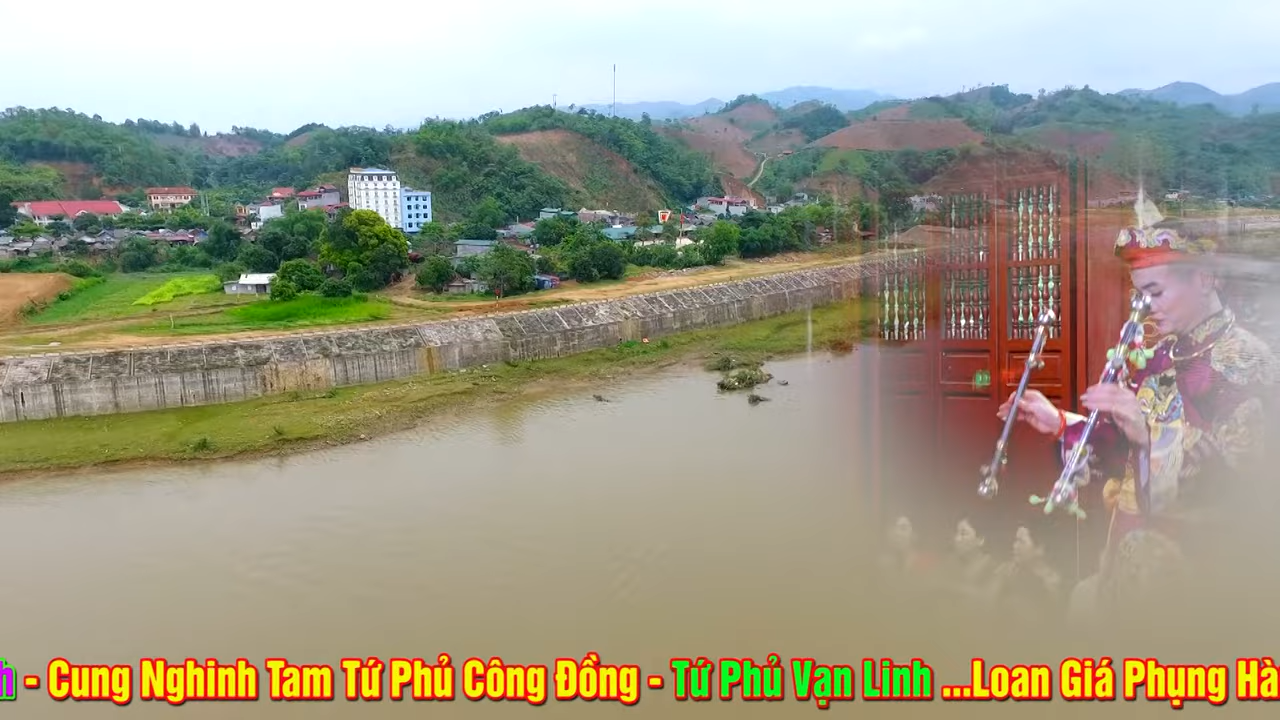 - Cung Nghinh Tam Tứ Phủ Công Đồng - Tứ Phủ Vạn Linh ...Loan Giá Phụng Hà